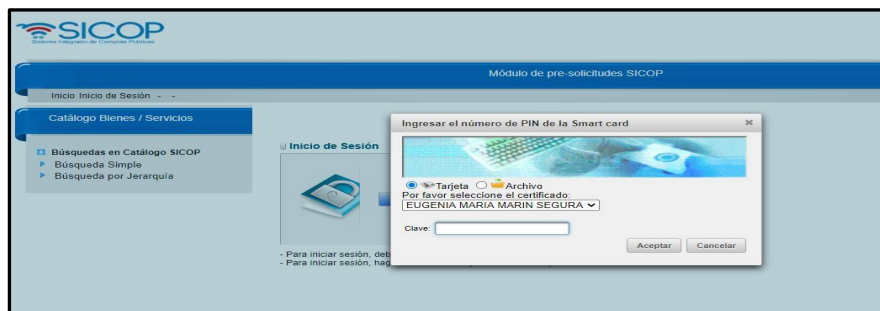 SICOP
Sistema Integrado de Compras Públicas
Módulo de pre-solicitudes SICOP
Inicio Inicio de Sesión - -
Catálogo Bienes / Servicios
Búsquedas en Catálogo SICOP
Búsqueda Simple
Búsqueda por Jerarquía
Inicio de Sesión
Ingresar el número de PIN de la Smart card
Tarjeta Archivo
Por favor seleccione el certificado:
EUGENIA MARIA MARIN SEGURA
Clave:
Aceptar Cancelar
- Para iniciar sesión, deb
- Para iniciar sesión, hag